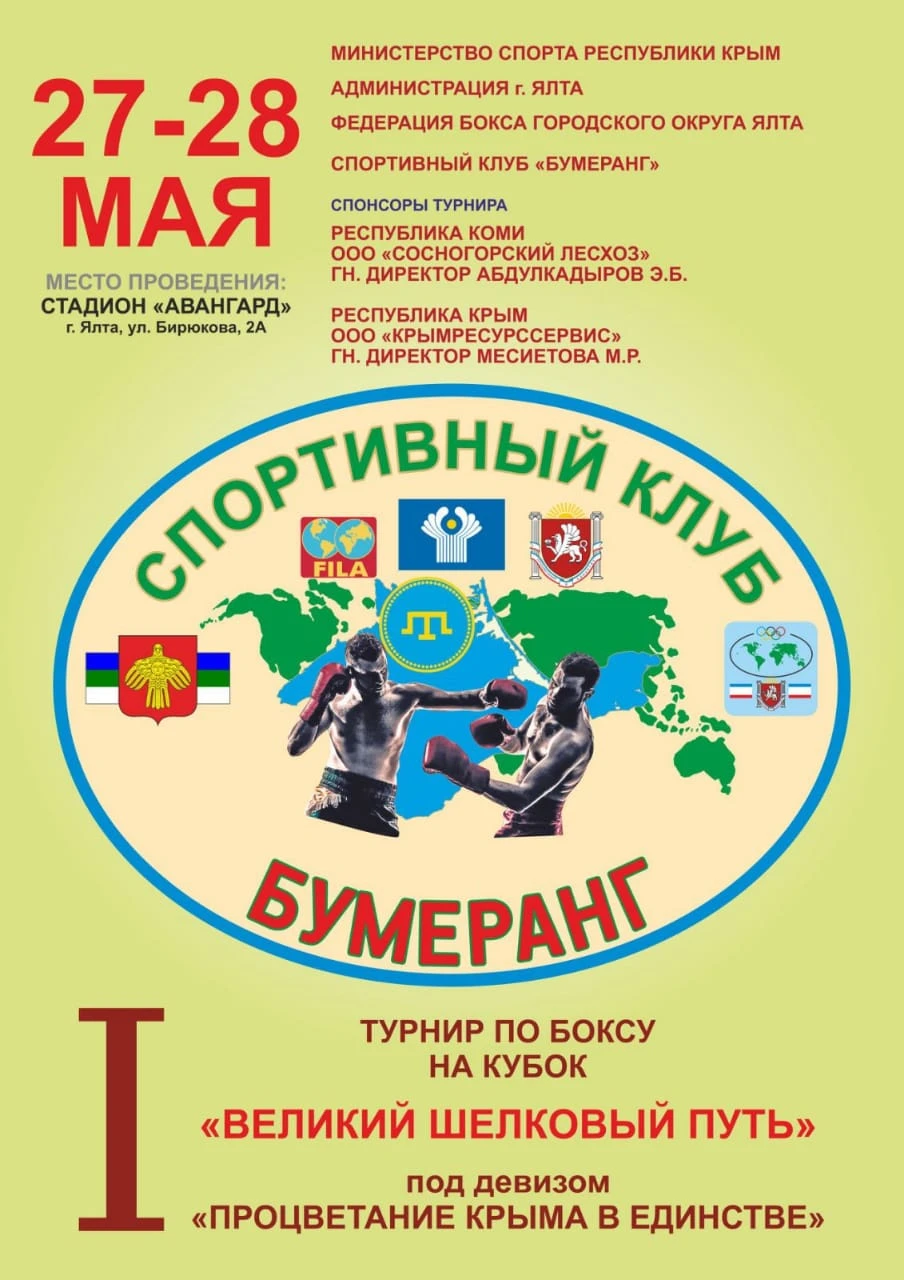 27-28
МАЯ
МЕСТО ПРОВЕДЕНИЯ:
СТАДИОН «АВАНГАРД»
г. Ялта, ул. Бирюкова, 2А
МИНИСТЕРСТВО СПОРТА РЕСПУБЛИКИ КРЫМ
АДМИНИСТРАЦИЯ г. ЯЛТА
ФЕДЕРАЦИЯ БОКСА ГОРОДСКОГО ОКРУГА ЯЛТА
СПОРТИВНЫЙ КЛУБ «БУМЕРАНГ»
СПОНСОРЫ ТУРНИРА
РЕСПУБЛИКА КОМИ
ООО «СОСНОГОРСКИЙ ЛЕСХОЗ»
ГН. ДИРЕКТОР АБДУЛКАДЫРОВ Э.Б.
РЕСПУБЛИКА КРЫМ
ООО «КРЫМРЕСУРССЕРВИС»
ГН. ДИРЕКТОР МЕСИЕТОВА М.Р.
СПОРТИВНЫЙ КЛУБ
FILA
БУМЕРАНГ
I
ТУРНИР ПО БОКСУ
НА КУБОК
«ВЕЛИКИЙ ШЕЛКОВЫЙ ПУТЬ»
под девизом
«ПРОЦВЕТАНИЕ КРЫМА В ЕДИНСТВЕ»